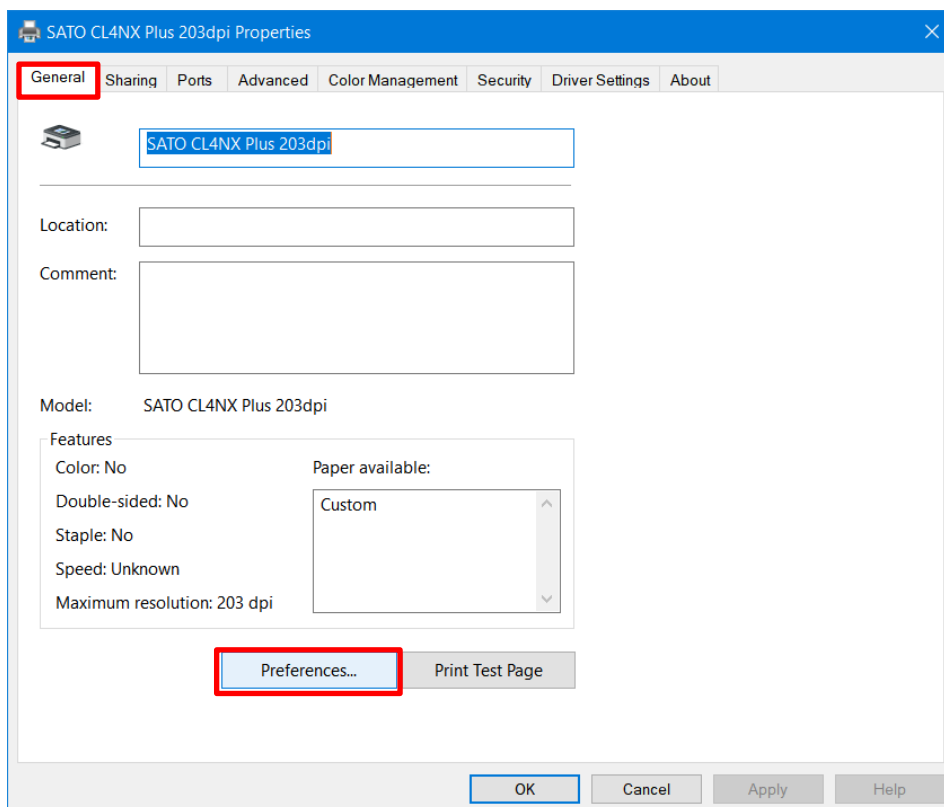 SATO CL4NX Plus 203dpi Properties
General Sharing Ports Advanced Color Management Security Driver Settings About
SATO CL4NX Plus 203dpi
Location:
Comment:
Model: SATO CL4NX Plus 203dpi
Features
Color: No
Double-sided: No
Staple: No
Speed: Unknown
Maximum resolution: 203 dpi
Paper available:
Custom
Preferences... Print Test Page
OK Cancel Apply Help